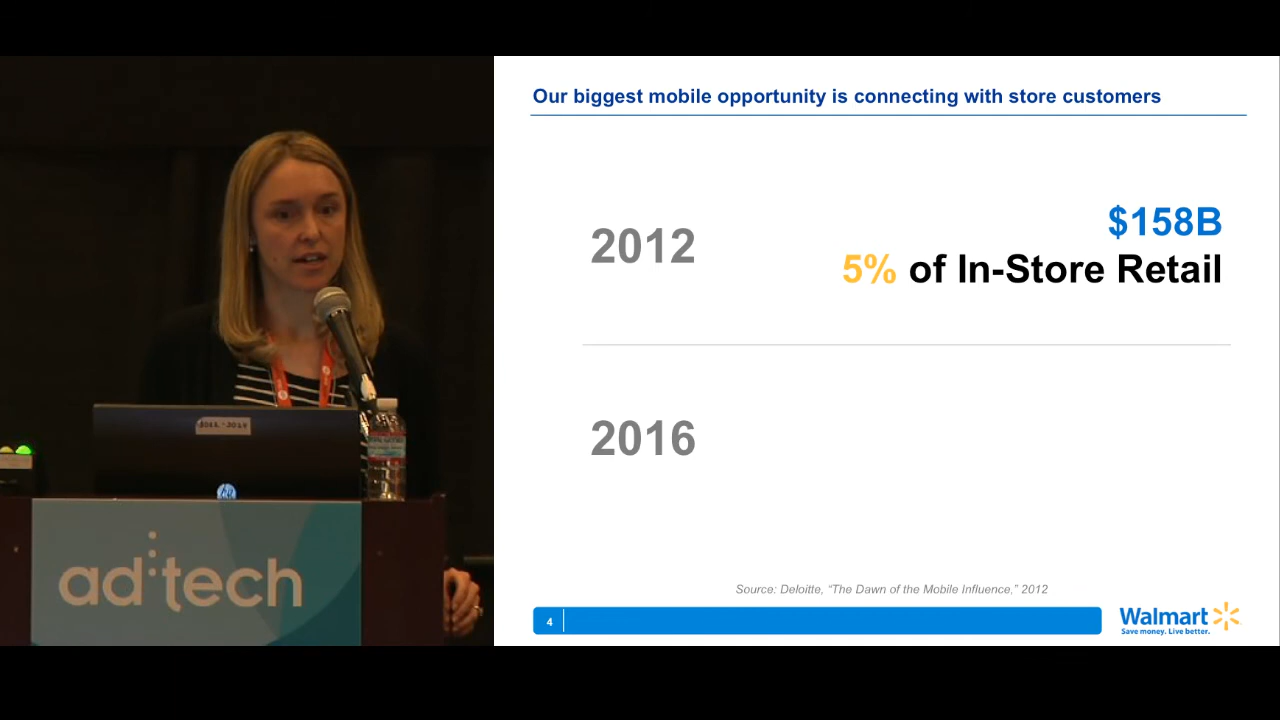 Our biggest mobile opportunity is connecting with store customers
2012
$158B
5% of In-Store Retail
2016
Source: Deloitte, “The Dawn of the Mobile Influence,” 2012
4
Walmart
Save money. Live better.
hp
ad:tech